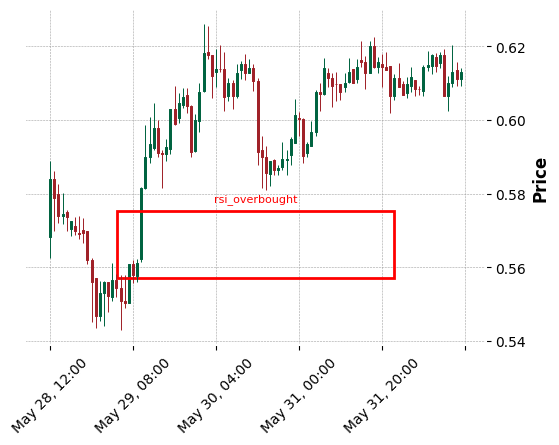 0.62
0.60
0.58
0.56
0.54
Price
rsi_overbought
May 28, 12:00
May 29, 08:00
May 30, 04:00
May 31, 00:00
May 31, 20:00